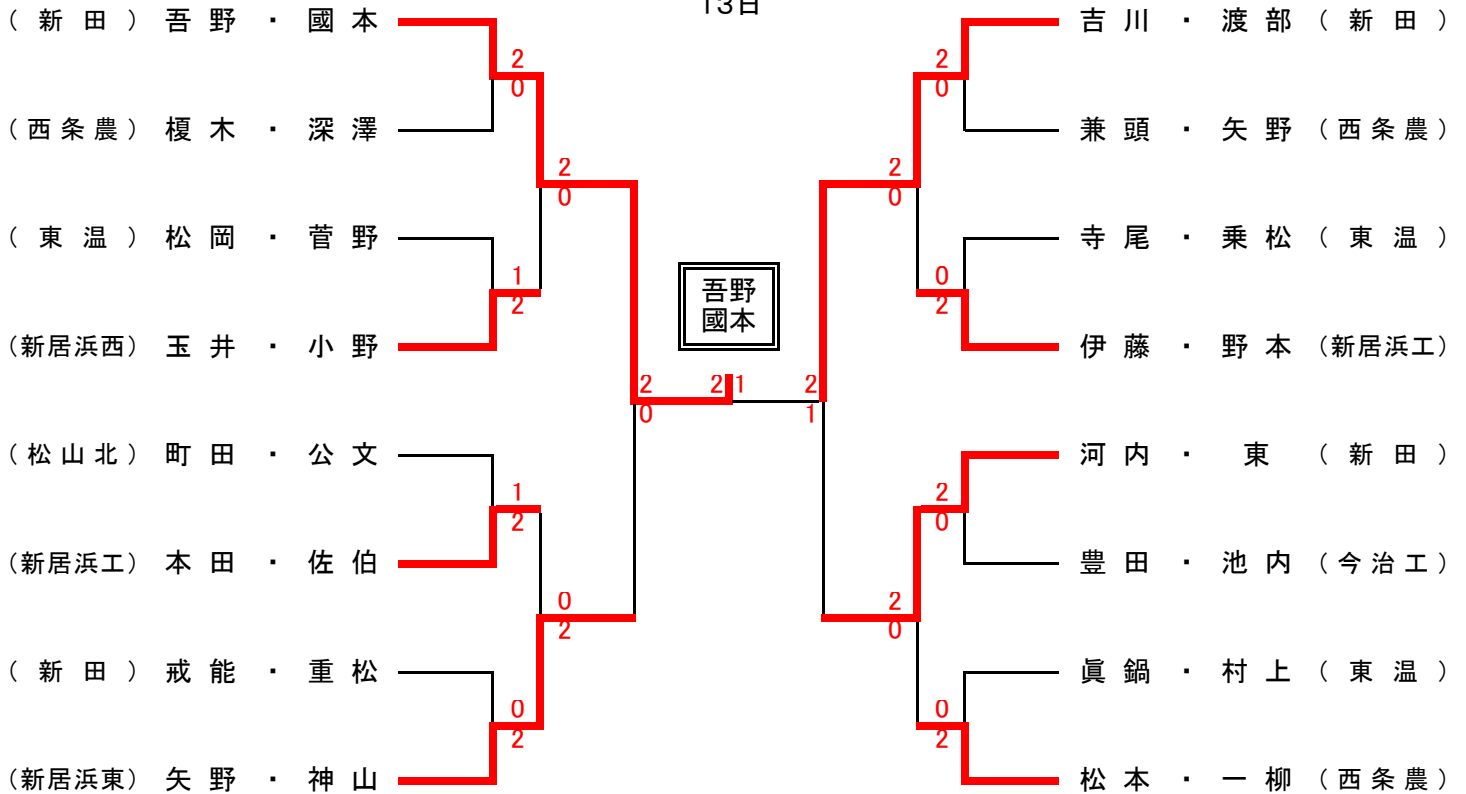 13日
(新田) 吾野・國本
2
0
(西条農) 榎木・深澤
2
0
(東温) 松岡・菅野
1
2
(新居浜西) 玉井・小野
2
0
(松山北) 町田・公文
1
2
(新居浜工) 本田・佐伯
0
2
(新田) 戒能・重松
0
2
(新居浜東) 矢野・神山
吾野
國本
2 1
吉川・渡部 (新田)
2
0
兼頭・矢野 (西条農)
2
0
寺尾・乗松 (東温)
0
2
伊藤・野本 (新居浜工)
2
1
河内・東 (新田)
2
0
豊田・池内 (今治工)
2
0
眞鍋・村上 (東温)
0
2
松本・一柳 (西条農)